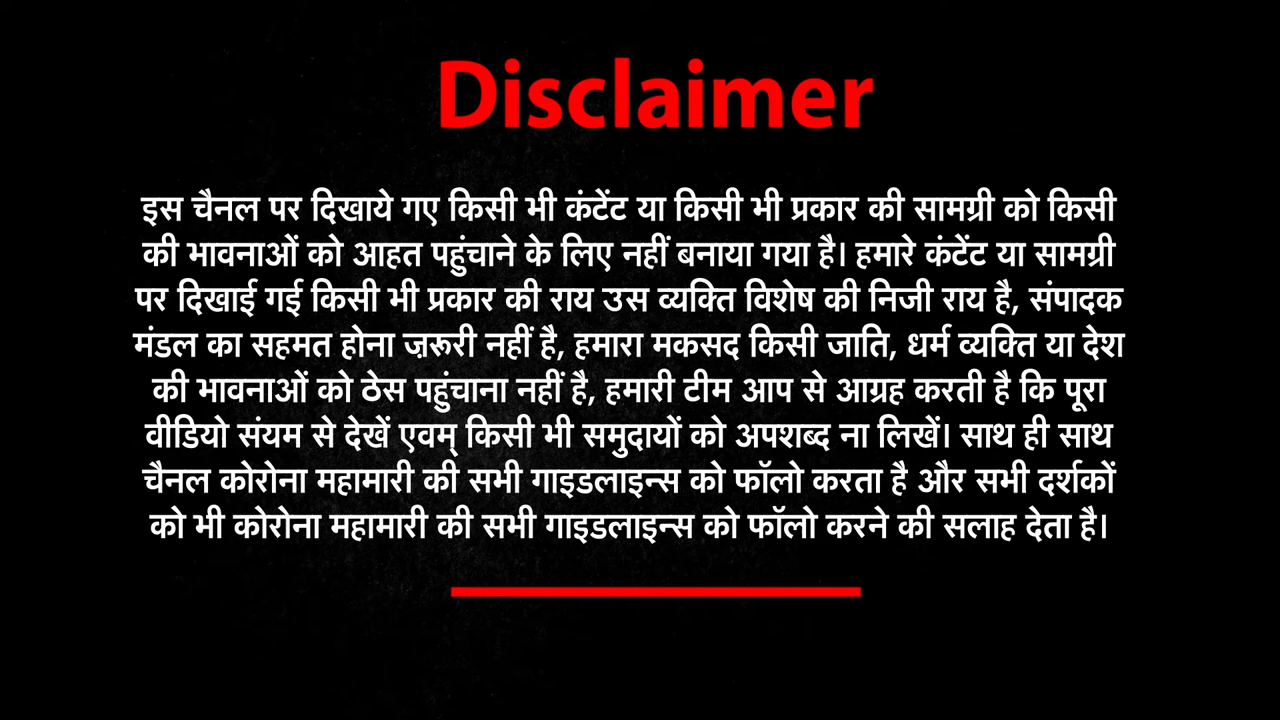 Disclaimer
इस चैनल पर दिखाये गए किसी भी कंटेंट या किसी भी प्रकार की सामग्री को किसी
की भावनाओं को आहत पहुंचाने के लिए नहीं बनाया गया है। हमारे कंटेंट या सामग्री
पर दिखाई गई किसी भी प्रकार की राय उस व्यक्ति विशेष की निजी राय है, संपादक
मंडल का सहमत होना ज़रूरी नहीं है, हमारा मकसद किसी जाति, धर्म व्यक्ति या देश
की भावनाओं को ठेस पहुंचाना नहीं है, हमारी टीम आप से आग्रह करती है कि पूरा
वीडियो संयम से देखें एवम् किसी भी समुदायों को अपशब्द ना लिखें। साथ ही साथ
चैनल कोरोना महामारी की सभी गाइडलाइन्स को फॉलो करता है और सभी दर्शकों
को भी कोरोना महामारी की सभी गाइडलाइन्स को फॉलो करने की सलाह देता है।